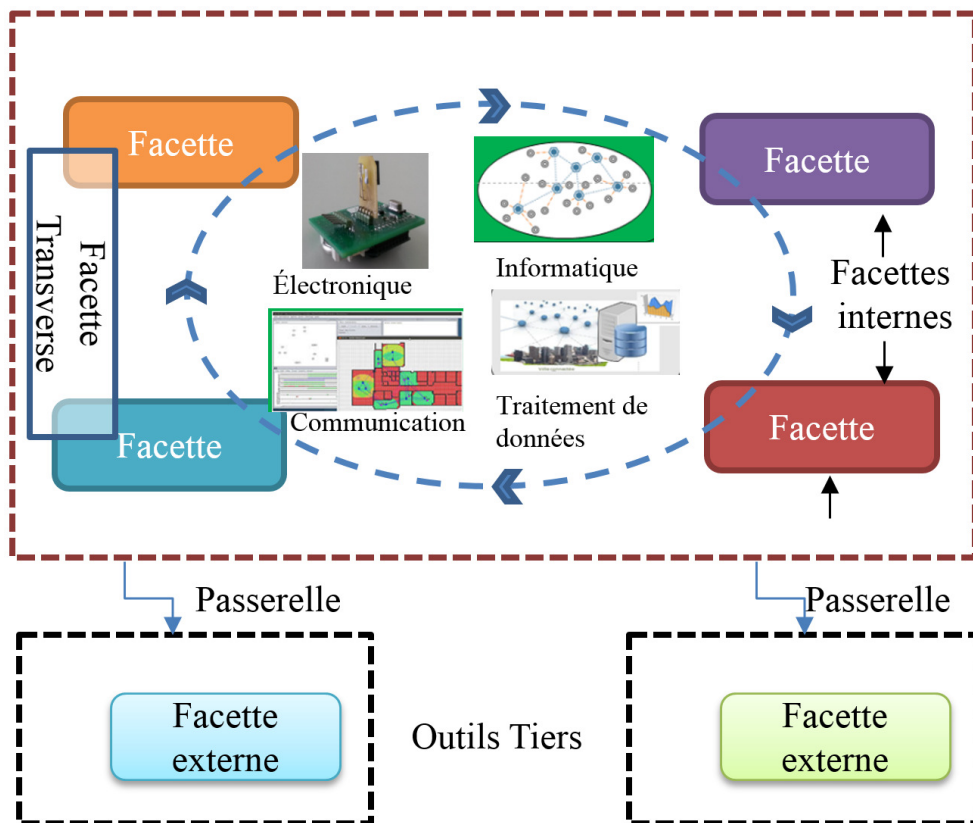 Facette
Facette
Facette
Transverse
Électronique
Informatique
Facettes
internes
Communication
Traitement de
données
Facette
Facette
Passerelle
Passerelle
Facette
externe
Outils Tiers
Facette
externe